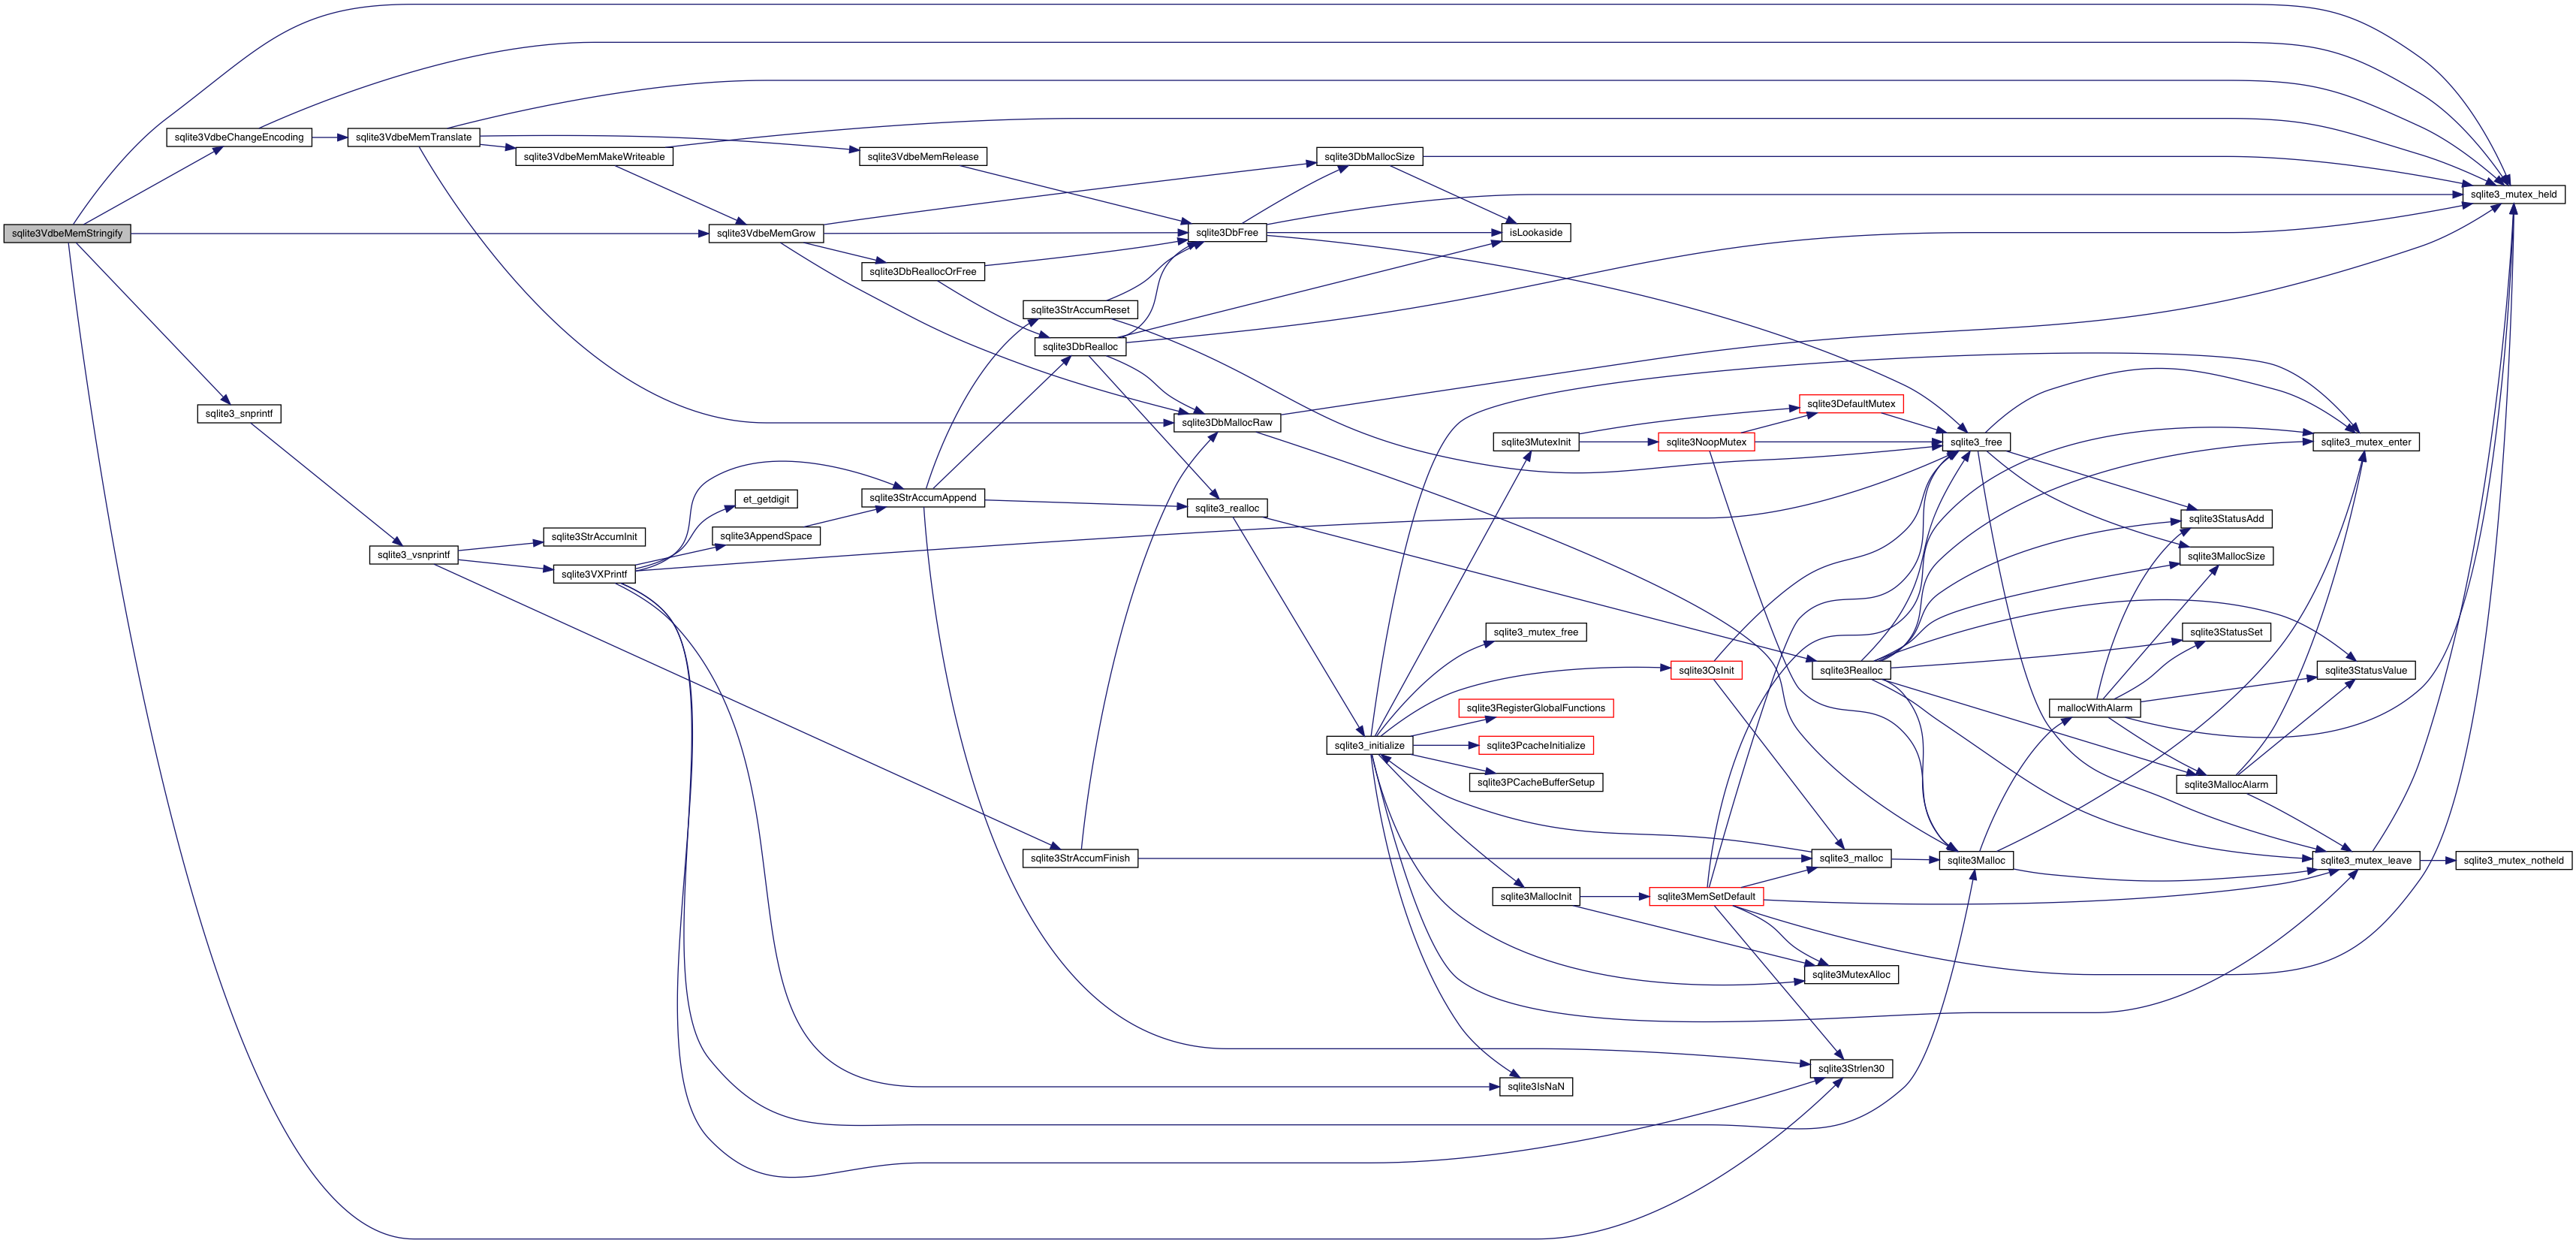 sqlite3VdbeMemStringify
sqlite3VdbeChangeEncoding
sqlite3VdbeMemTranslate
sqlite3VdbeMemMakeWriteable
sqlite3VdbeMemRelease
sqlite3VdbeMemGrow
sqlite3DbReallocOrFree
sqlite3DbMallocSize
sqlite3DbFree
isLookaside
sqlite3_mutex_held
sqlite3StrAccumReset
sqlite3DbRealloc
sqlite3_snprintf
sqlite3DbMallocRaw
sqlite3DefaultMutex
sqlite3MutexInit
sqlite3NoopMutex
sqlite3_free
sqlite3_mutex_enter
et_getdigit
sqlite3StrAccumAppend
sqlite3_realloc
sqlite3StrAccumInit
sqlite3AppendSpace
sqlite3StatusAdd
sqlite3_vsnprintf
sqlite3VXPrintf
sqlite3MallocSize
sqlite3_mutex_free
sqlite3StatusSet
sqlite3OsInit
sqlite3Realloc
sqlite3StatusValue
sqlite3RegisterGlobalFunctions
mallocWithAlarm
sqlite3_initialize
sqlite3PcacheInitialize
sqlite3PCacheBufferSetup
sqlite3MallocAlarm
sqlite3StrAccumFinish
sqlite3_malloc
sqlite3Malloc
sqlite3_mutex_leave
sqlite3_mutex_notheld
sqlite3MallocInit
sqlite3MemSetDefault
sqlite3MutexAlloc
sqlite3Strlen30
sqlite3IsNaN